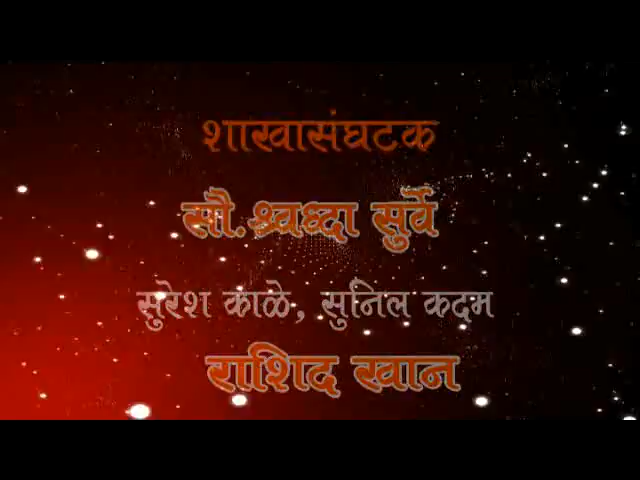 शाखासंघटक
सौ.श्रध्दा सुर्वे
सुरेश काळे, सुनिल कदम
राशिद खान